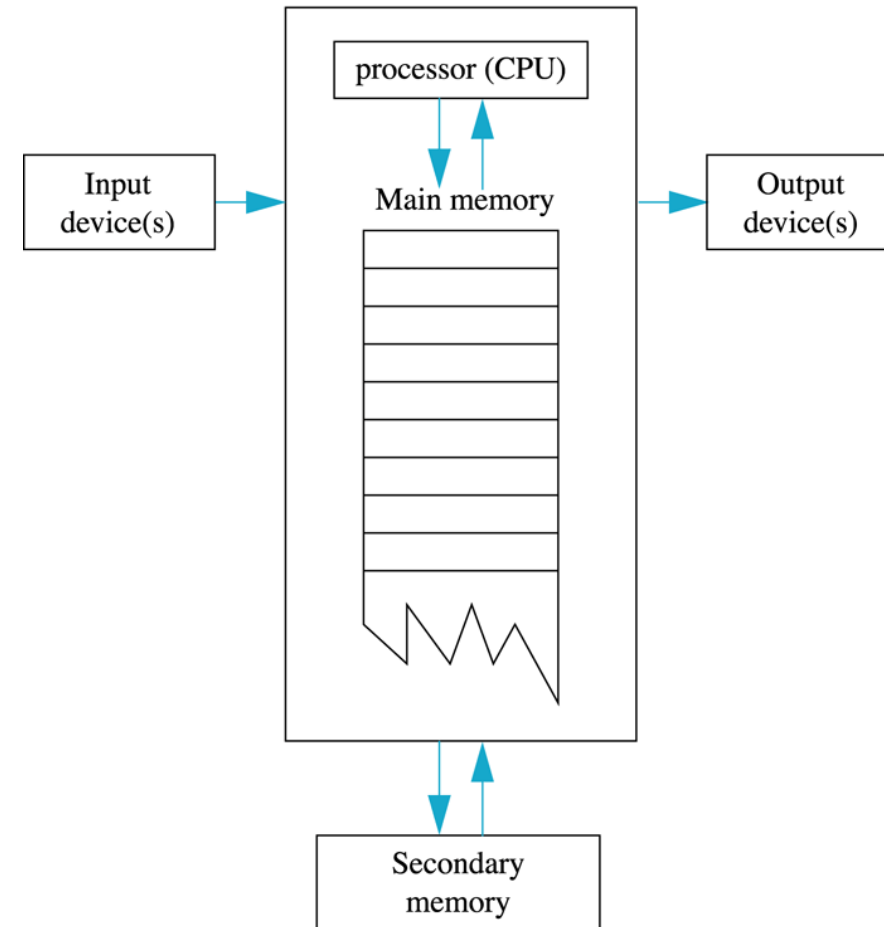 processor (CPU)
Input
device(s)
Main memory
Output
device(s)
Secondary
memory